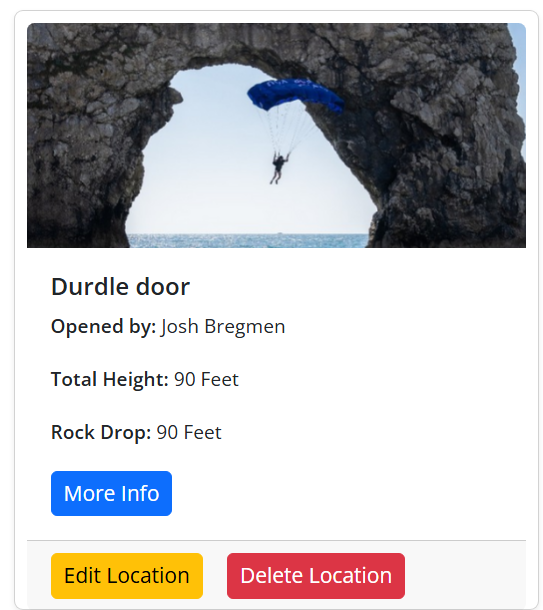 Durdle door
Opened by: Josh Bregmen
Total Height: 90 Feet
Rock Drop: 90 Feet
More Info
Edit Location
Delete Location